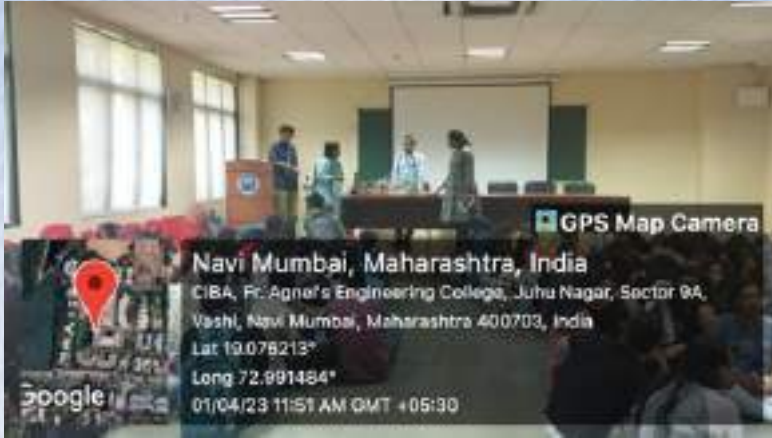 GPS Map Camera
Navi Mumbai, Maharashtra, India
CIBA, Fr. Agnel's Engineering College, Juhu Nagar, Sector 9A,
Vashi, Navi Mumbai, Maharashtra 400703, India
Lat 19.076213°
Long 72.991484°
01/04/23 11:51 AM GMT +05:30
Google